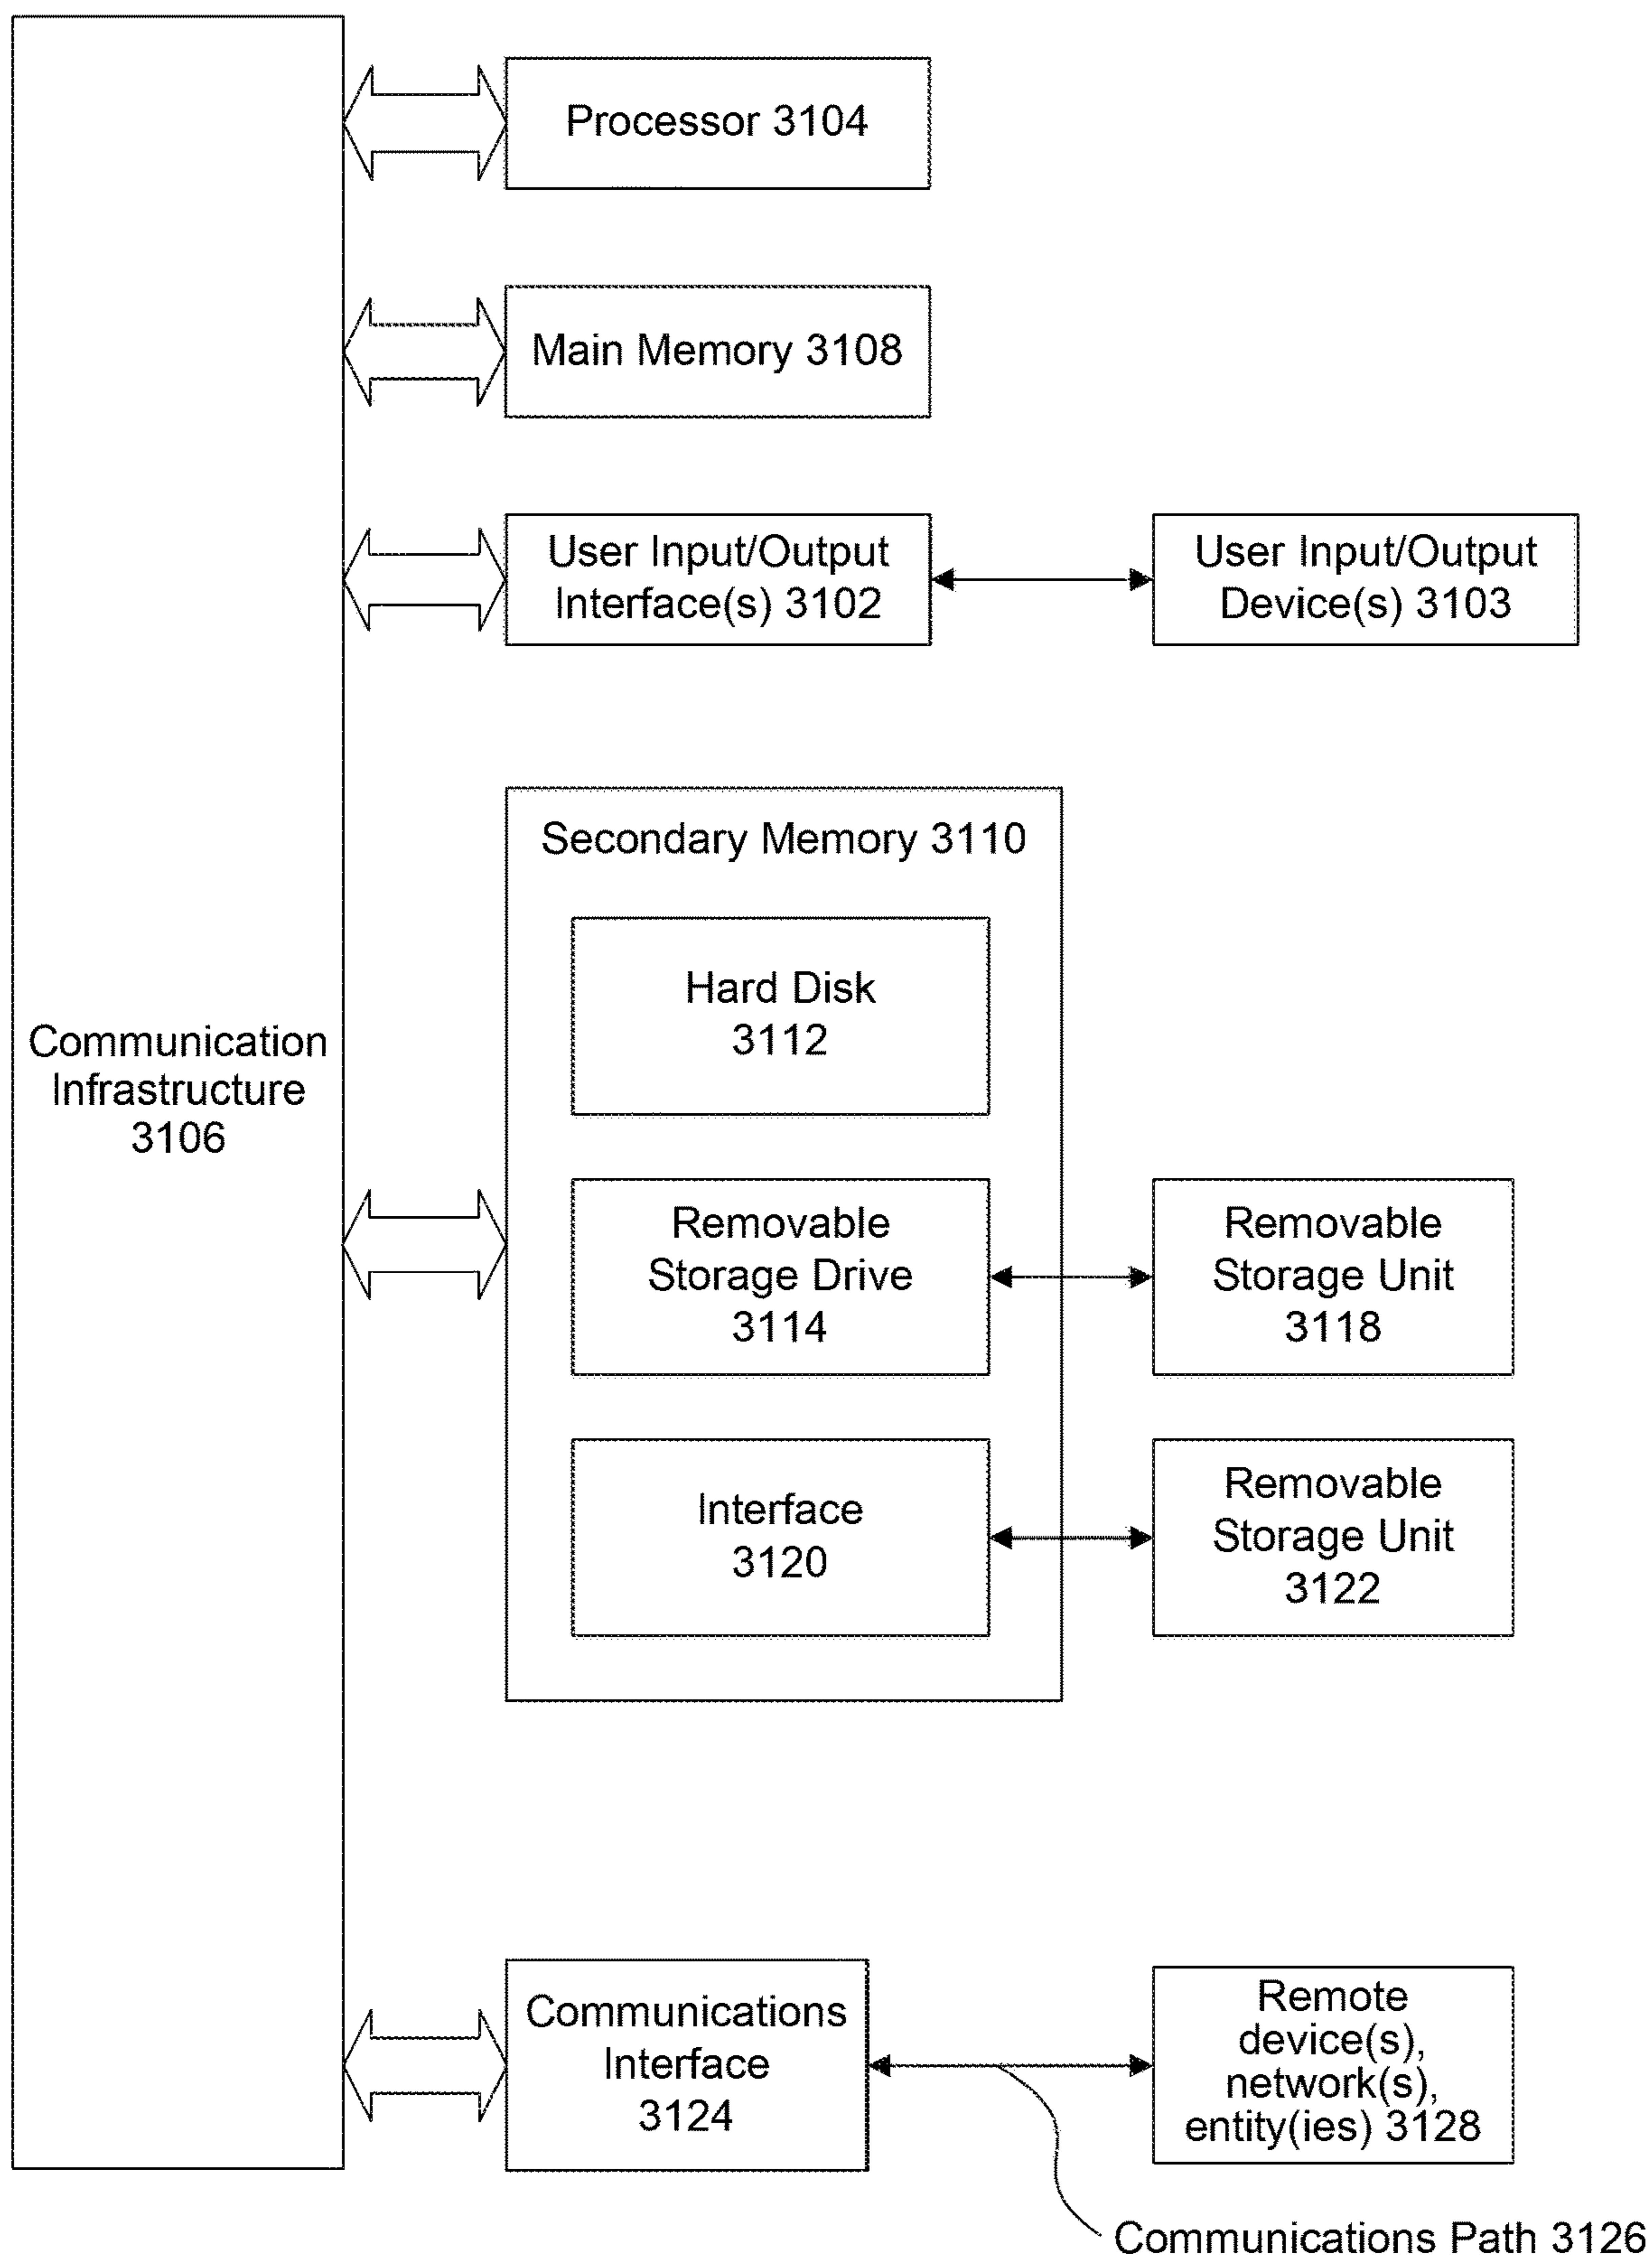 Processor 3104
Main Memory 3108
User Input/Output
Interface(s) 3102
User Input/Output
Device(s) 3103
Secondary Memory 3110
Hard Disk
3112
Communication
Infrastructure
3106
Removable
Storage Drive
3114
Removable
Storage Unit
3118
Interface
3120
Removable
Storage Unit
3122
Communications
Interface
3124
Remote
device(s),
network(s),
entity(ies) 3128
Communications Path 3126